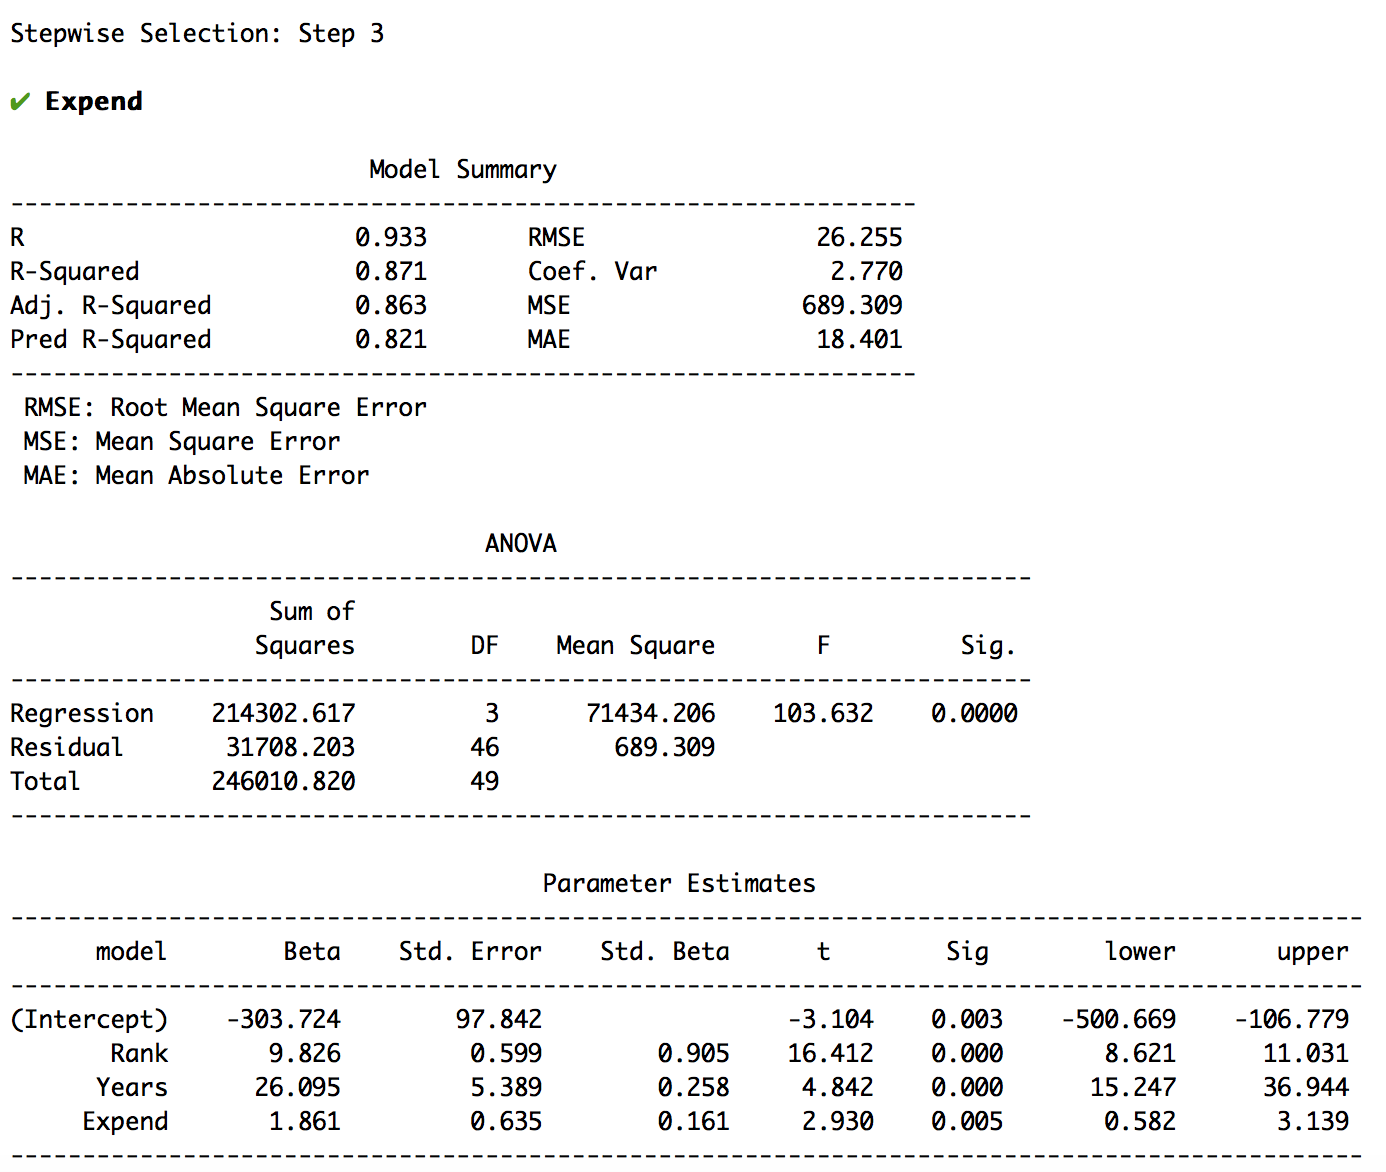 Stepwise Selection: Step 3
✔ Expend
Model Summary
---------------------------------------------------------------
R                       0.933       RMSE                26.255
R-Squared               0.871       Coef. Var            2.770
Adj. R-Squared          0.863       MSE                689.309
Pred R-Squared          0.821       MAE                 18.401
---------------------------------------------------------------
RMSE: Root Mean Square Error
MSE: Mean Square Error
MAE: Mean Absolute Error
ANOVA
-----------------------------------------------------------------------
Sum of
Squares        DF    Mean Square       F         Sig.
-----------------------------------------------------------------------
Regression    214302.617         3      71434.206    103.632    0.0000
Residual       31708.203        46        689.309
Total         246010.820        49
-----------------------------------------------------------------------
Parameter Estimates
----------------------------------------------------------------------------------------------
model        Beta    Std. Error    Std. Beta      t        Sig        lower       upper
----------------------------------------------------------------------------------------------
(Intercept)    -303.724        97.842                 -3.104    0.003    -500.669    -106.779
Rank       9.826         0.599        0.905    16.412    0.000       8.621      11.031
Years      26.095         5.389        0.258     4.842    0.000      15.247      36.944
Expend       1.861         0.635        0.161     2.930    0.005       0.582       3.139
----------------------------------------------------------------------------------------------